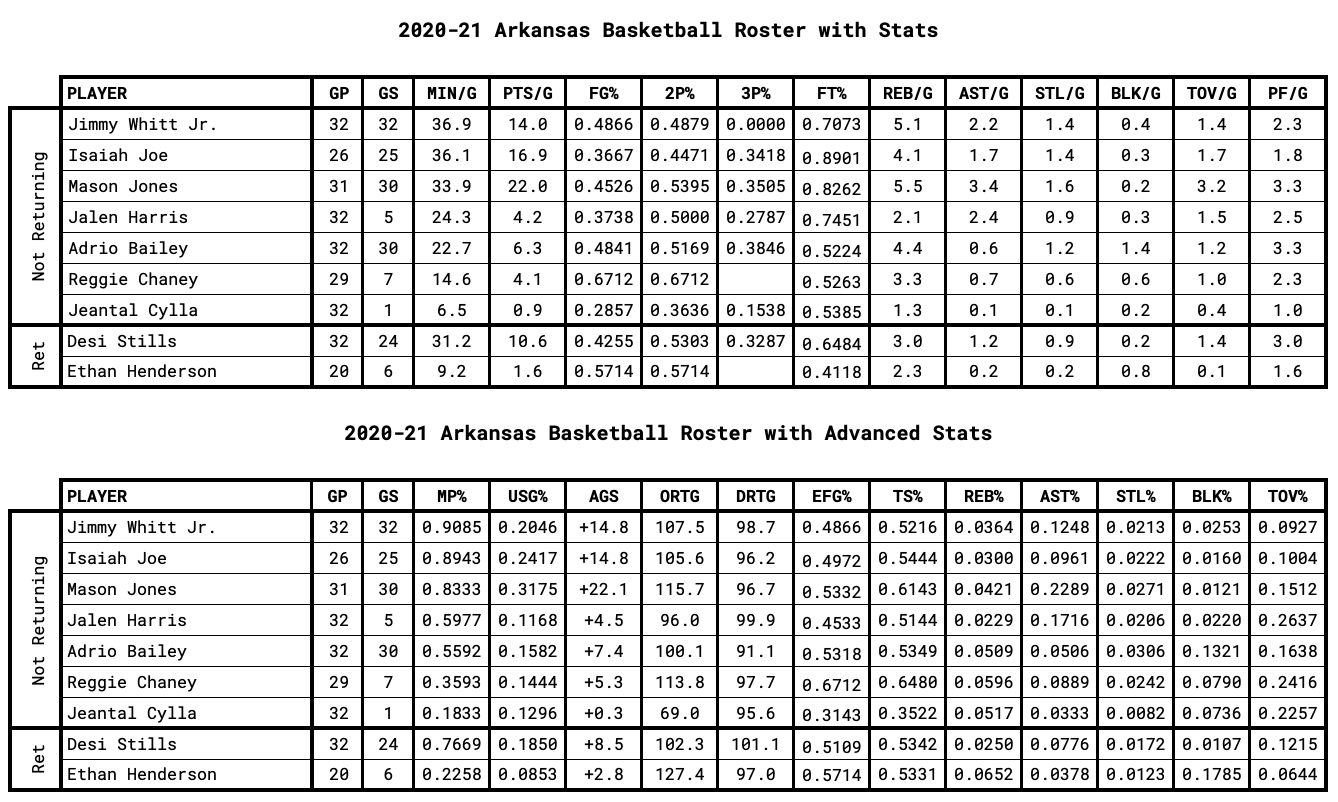 2020-21 Arkansas Basketball Roster with Stats
PLAYER GP GS MIN/G PTS/G FG% 2P% 3P% FT% REB/G AST/G STL/G BLK/G TOV/G PF/G
Not Returning
Jimmy Whitt Jr. 32 32 36.9 14.0 0.4866 0.4879 0.0000 0.7073 5.1 2.2 1.4 0.4 1.4 2.3
Isaiah Joe 26 25 36.1 16.9 0.3667 0.4471 0.3418 0.8901 4.1 1.7 1.4 0.3 1.7 1.8
Mason Jones 31 30 33.9 22.0 0.4526 0.5395 0.3505 0.8262 5.5 3.4 1.6 0.2 3.2 3.3
Jalen Harris 32 5 24.3 4.2 0.3738 0.5000 0.2787 0.7451 2.1 2.4 0.9 0.3 1.5 2.5
Adrio Bailey 32 30 22.7 6.3 0.4841 0.5169 0.3846 0.5224 4.4 0.6 1.2 1.4 1.2 3.3
Reggie Chaney 29 7 14.6 4.1 0.6712 0.6712 0.5263 3.3 0.7 0.6 0.6 1.0 2.3
Jeantal Cylla 32 1 6.5 0.9 0.2857 0.3636 0.1538 0.5385 1.3 0.1 0.1 0.2 0.4 1.0
Ret
Desi Stills 32 24 31.2 10.6 0.4255 0.5303 0.3287 0.6484 3.0 1.2 0.9 0.2 1.4 3.0
Ethan Henderson 20 6 9.2 1.6 0.5714 0.5714 0.4118 2.3 0.2 0.2 0.8 0.1 1.6
2020-21 Arkansas Basketball Roster with Advanced Stats
PLAYER GP GS MP% USG% AGS ORTG DRTG EFG% TS% REB% AST% STL% BLK% TOV%
Not Returning
Jimmy Whitt Jr. 32 32 0.9085 0.2046 +14.8 107.5 98.7 0.4866 0.5216 0.0364 0.1248 0.0213 0.0253 0.0927
Isaiah Joe 26 25 0.8943 0.2417 +14.8 105.6 96.2 0.4972 0.5444 0.0300 0.0961 0.0222 0.0160 0.1004
Mason Jones 31 30 0.8333 0.3175 +22.1 115.7 96.7 0.5332 0.6143 0.0421 0.2289 0.0271 0.0121 0.1512
Jalen Harris 32 5 0.5977 0.1168 +4.5 96.0 99.9 0.4533 0.5144 0.0229 0.1716 0.0206 0.0220 0.2637
Adrio Bailey 32 30 0.5592 0.1582 +7.4 100.1 91.1 0.5318 0.5349 0.0509 0.0506 0.0306 0.1321 0.1638
Reggie Chaney 29 7 0.3593 0.1444 +5.3 113.8 97.7 0.6712 0.6480 0.0596 0.0889 0.0242 0.0790 0.2416
Jeantal Cylla 32 1 0.1833 0.1296 +0.3 69.0 95.6 0.3143 0.3522 0.0517 0.0333 0.0082 0.0736 0.2257
Ret
Desi Stills 32 24 0.7669 0.1850 +8.5 102.3 101.1 0.5109 0.5342 0.0250 0.0776 0.0172 0.0107 0.1215
Ethan Henderson 20 6 0.2258 0.0853 +2.8 127.4 97.0 0.5714 0.5331 0.0652 0.0378 0.0123 0.1785 0.0644